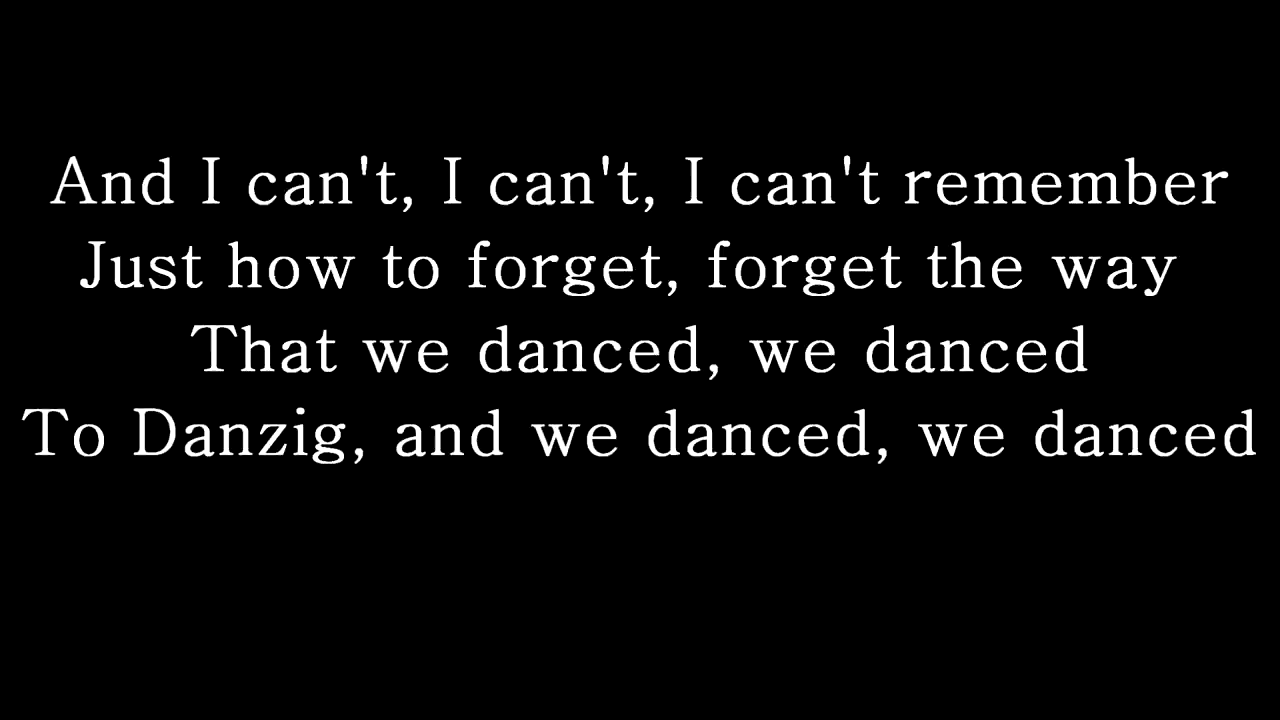 And I can't, I can't, I can't remember
Just how to forget, forget the way
That we danced, we danced
To Danzig, and we danced, we danced